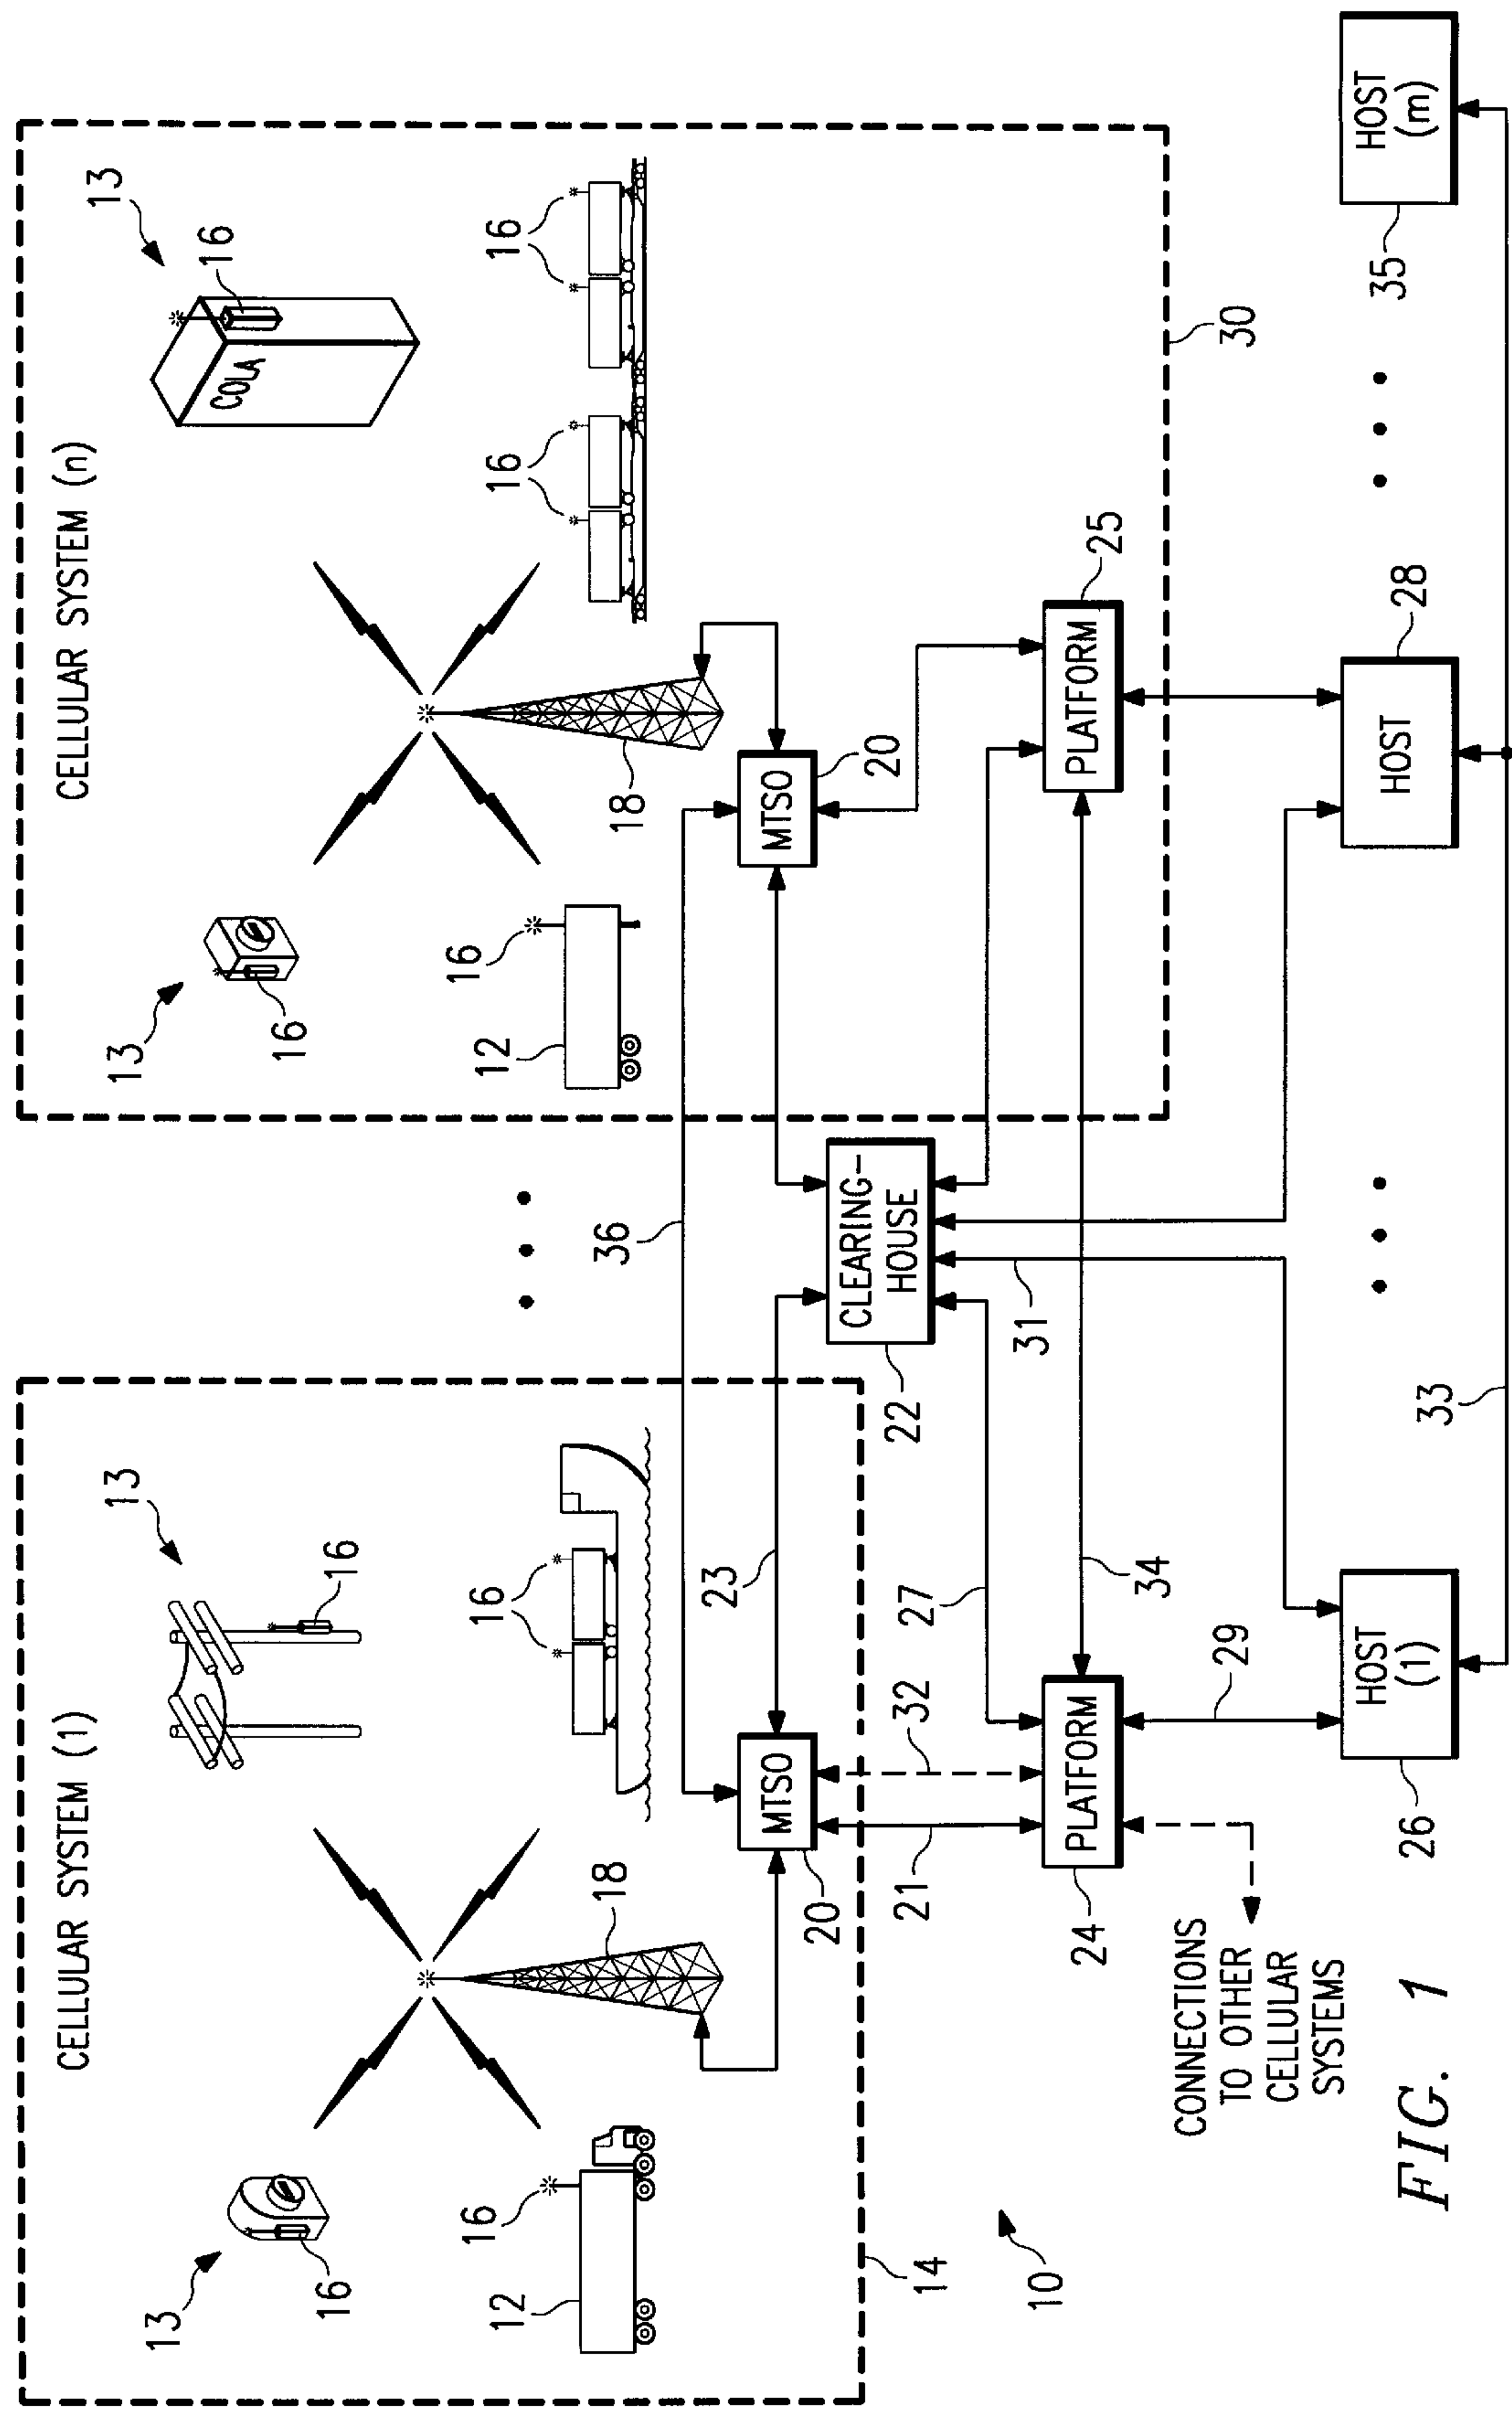 CELLULAR SYSTEM (1)
13
16
12
16
18
13
16
16
20
MTSO
14
10
21
32
23
24
PLATFORM
27
34
29
CONNECTIONS
TO OTHER
CELLULAR
SYSTEMS
26
HOST
(1)
33
36
22
CLEARING-
HOUSE
31
CELLULAR SYSTEM (n)
13
16
12
16
18
13
16
COLA
16
16
MTSO
20
PLATFORM
25
30
HOST
28
35
HOST
(m)
FIG. 1